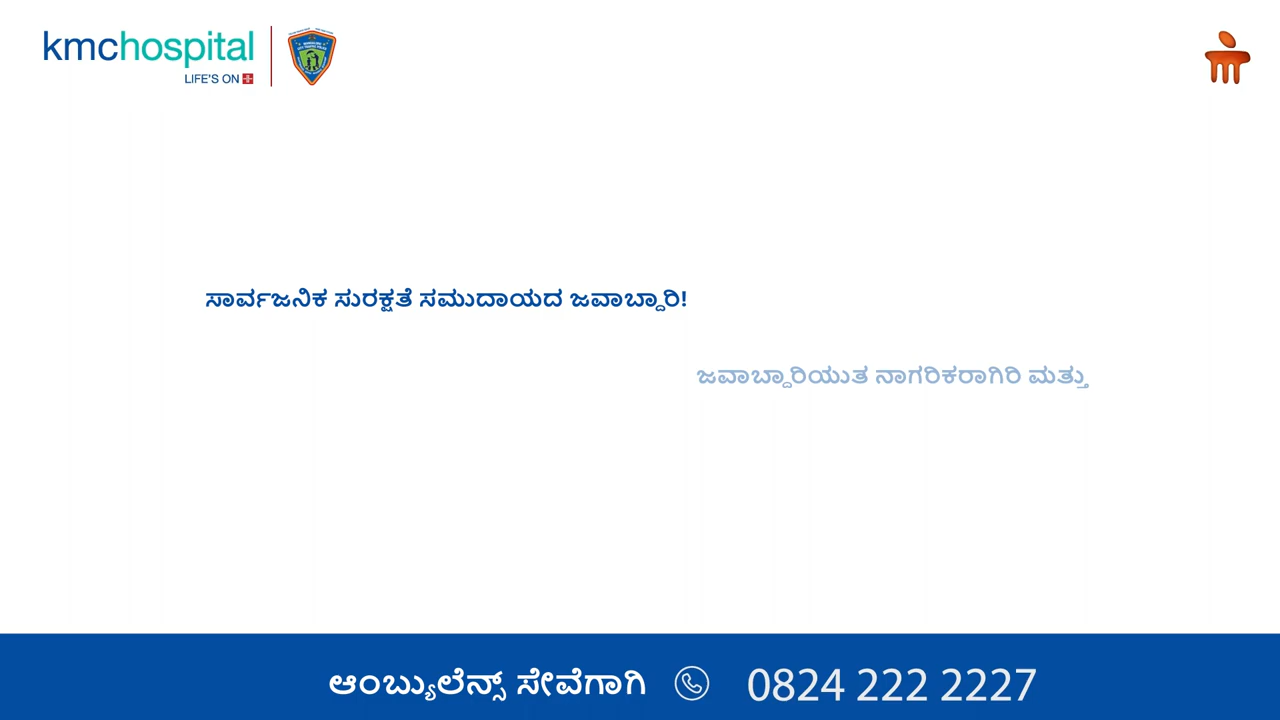 kmchospital
LIFE'S ON
ಸಾರ್ವಜನಿಕ ಸುರಕ್ಷತೆ ಸಮುದಾಯದ ಜವಾಬ್ದಾರಿ!
ಜವಾಬ್ದಾರಿಯುತ ನಾಗರಿಕರಾಗಿರಿ ಮತ್ತು
ಆಂಬ್ಯುಲೆನ್ಸ್ ಸೇವೆಗಾಗಿ 0824 222 2227